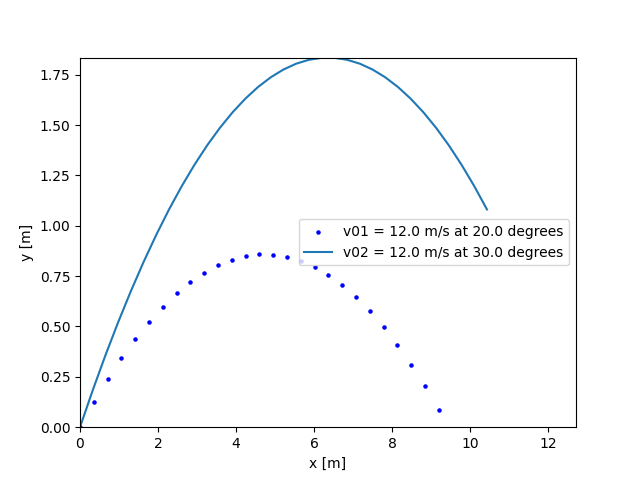 1.75
1.50
1.25
1.00
0.75
0.50
0.25
0.00
y [m]
v01 = 12.0 m/s at 20.0 degrees
v02 = 12.0 m/s at 30.0 degrees
0 2 4 6 8 10 12
x [m]